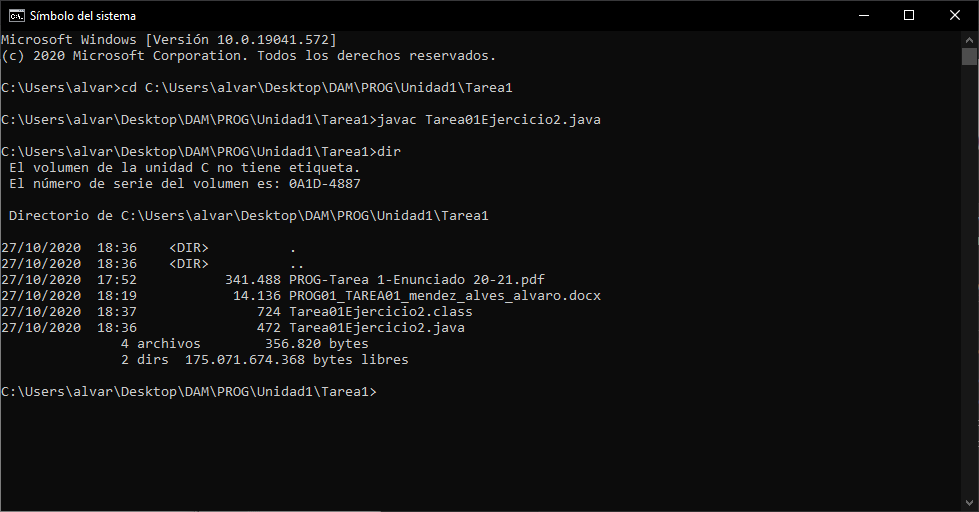 Símbolo del sistema
Microsoft Windows [Versión 10.0.19041.572]
(c) 2020 Microsoft Corporation. Todos los derechos reservados.
C:\Users\alvar>cd C:\Users\alvar\Desktop\DAM\PROG\Unidad1\Tarea1
C:\Users\alvar\Desktop\DAM\PROG\Unidad1\Tarea1>javac Tarea01Ejercicio2.java
C:\Users\alvar\Desktop\DAM\PROG\Unidad1\Tarea1>dir
 El volumen de la unidad C no tiene etiqueta.
 El número de serie del volumen es: 0A1D-4887
 Directorio de C:\Users\alvar\Desktop\DAM\PROG\Unidad1\Tarea1
27/10/2020  18:36    <DIR>          .
27/10/2020  18:36    <DIR>          ..
27/10/2020  17:52           341.488 PROG-Tarea 1-Enunciado 20-21.pdf
27/10/2020  18:19            14.136 PROG01_TAREA01_mendez_alves_alvaro.docx
27/10/2020  18:37               724 Tarea01Ejercicio2.class
27/10/2020  18:36               472 Tarea01Ejercicio2.java
               4 archivos        356.820 bytes
               2 dirs  175.071.674.368 bytes libres
C:\Users\alvar\Desktop\DAM\PROG\Unidad1\Tarea1>